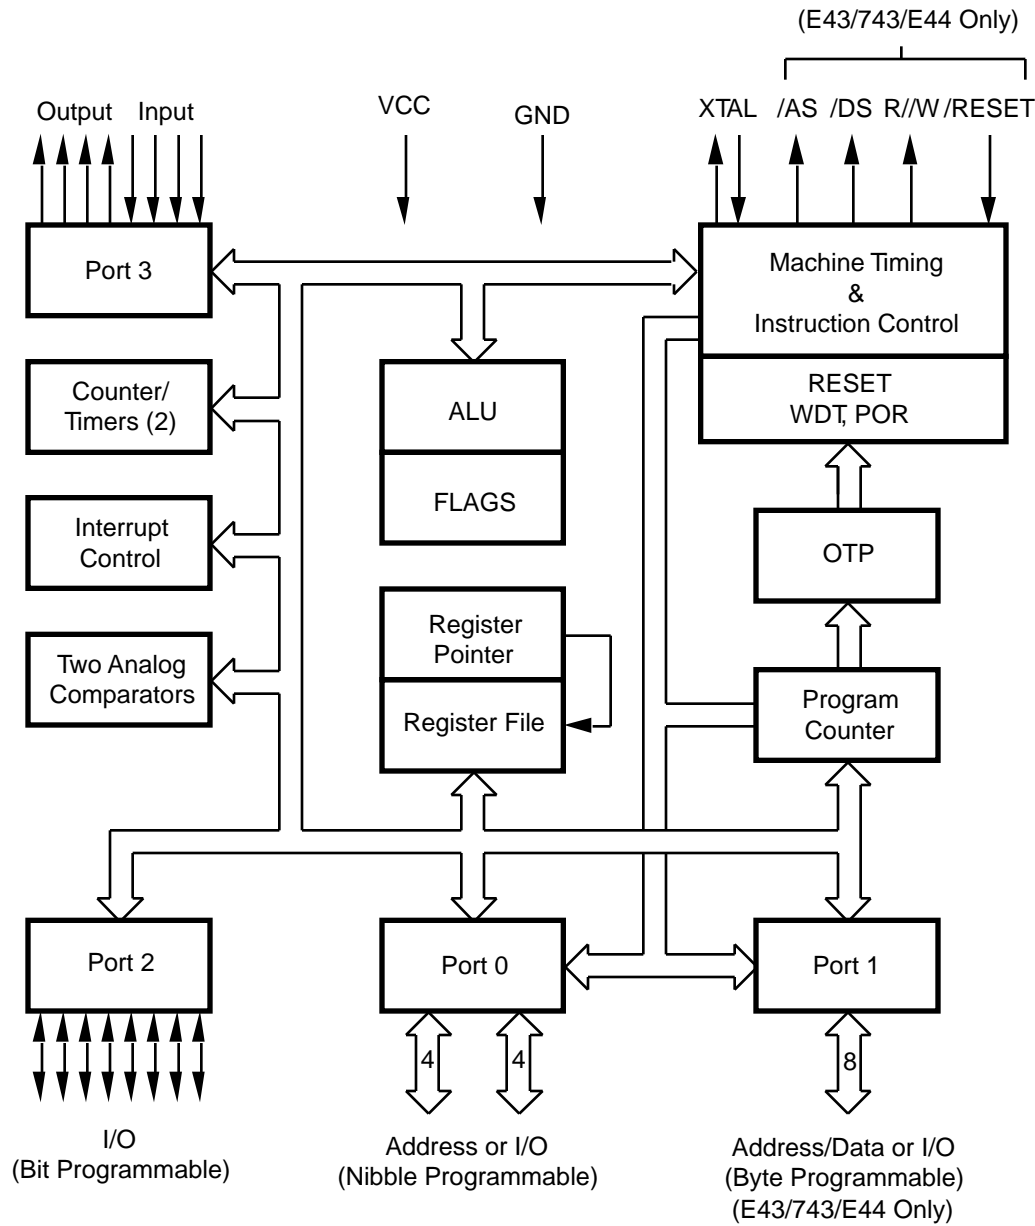 (E43/743/E44 Only)
Output Input VCC GND XTAL /AS /DS R//W /RESET
Port 3
Machine Timing
&
Instruction Control
Counter/
Timers (2)
ALU
RESET
WDT, POR
FLAGS
Interrupt
Control
OTP
Register
Pointer
Two Analog
Comparators
Register File
Program
Counter
Port 2
Port 0
Port 1
4
4
8
I/O
(Bit Programmable)
Address or I/O
(Nibble Programmable)
Address/Data or I/O
(Byte Programmable)
(E43/743/E44 Only)